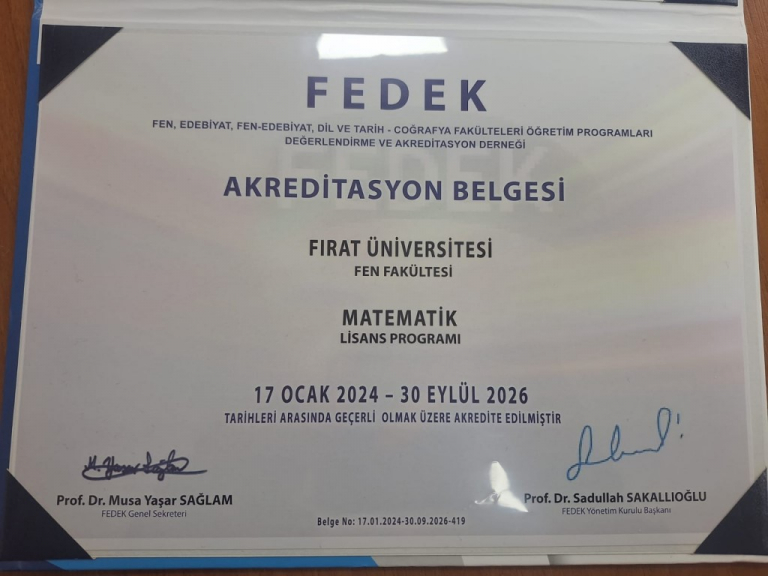 FEDEK
FEN, EDEBİYAT, FEN-EDEBİYAT, DİL VE TARİH - COĞRAFYA FAKÜLTELERİ ÖĞRETİM PROGRAMLARI
DEĞERLENDİRME VE AKREDİTASYON DERNEĞİ
AKREDİTASYON BELGESİ
FIRAT ÜNİVERSİTESİ
FEN FAKÜLTESİ
MATEMATİK
LİSANS PROGRAMI
17 OCAK 2024 – 30 EYLÜL 2026
TARİHLERİ ARASINDA GEÇERLİ OLMAK ÜZERE AKREDİTE EDİLMİŞTİR
Prof. Dr. Musa Yaşar SAĞLAM
FEDEK Genel Sekreteri
Prof. Dr. Sadullah SAKALLIOĞLU
FEDEK Yönetim Kurulu Başkanı
Belge No: 17.01.2024-30.09.2026-419